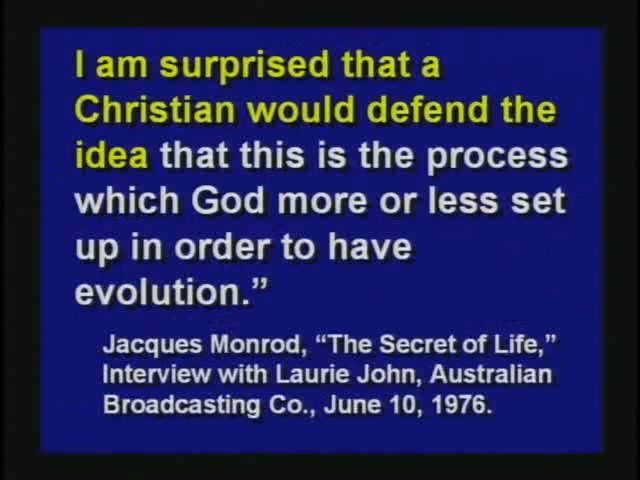 I am surprised that a
Christian would defend the
idea that this is the process
which God more or less set
up in order to have
evolution.”
Jacques Monrod, “The Secret of Life,”
Interview with Laurie John, Australian
Broadcasting Co., June 10, 1976.